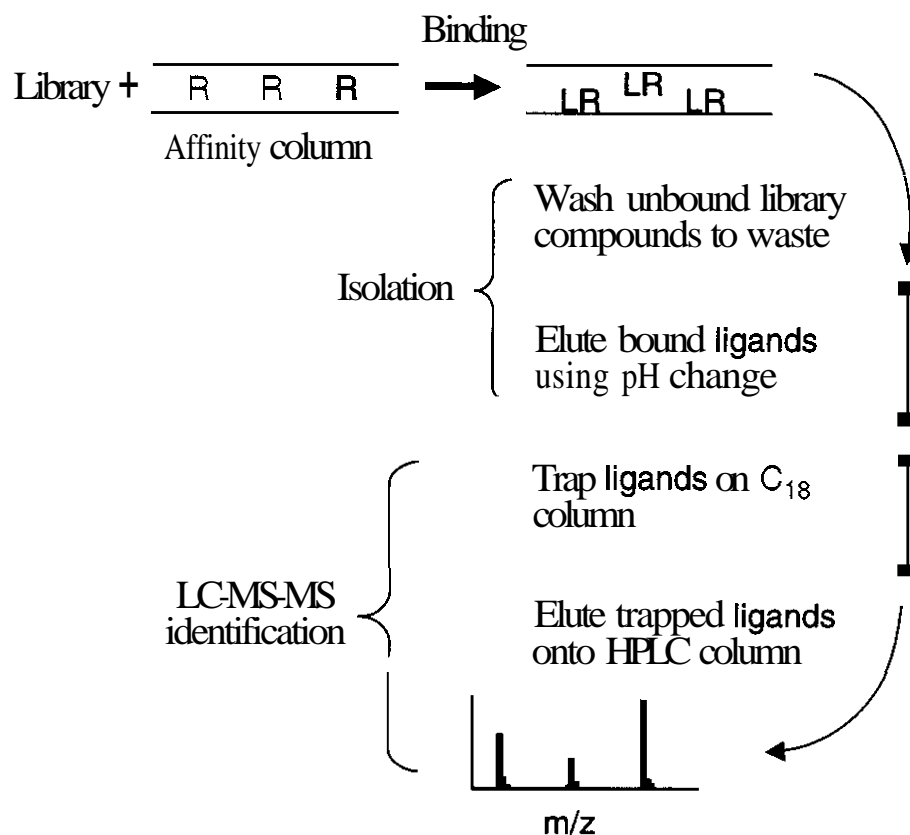 Binding
Library + R R R
LR LR LR
Affinity column
Wash unbound library
compounds to waste
Isolation
Elute bound ligands
using pH change
Trap ligands on C₁₈
column
LC-MS-MS
identification
Elute trapped ligands
onto HPLC column
m/z